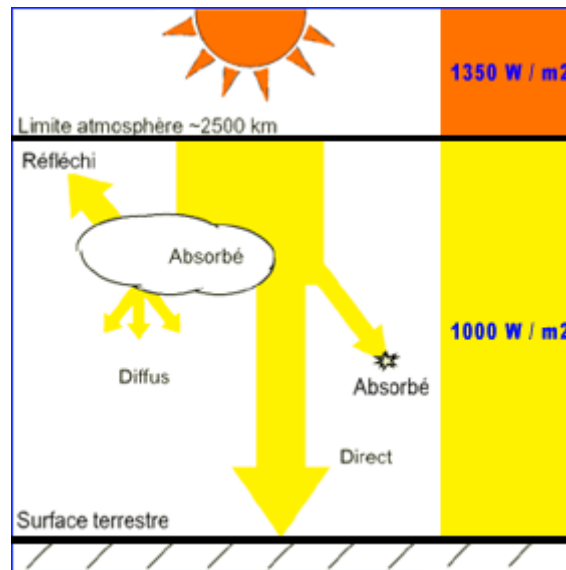 1350 W / m2
Limite atmosphère ~2500 km
Réfléchi
Absorbé
1000 W / m2
Diffus
Absorbé
Direct
Surface terrestre